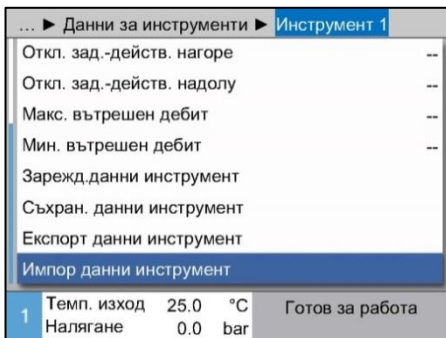 ... ► Данни за инструменти ► Инструмент 1
Откл. зад.-действ. нагоре --
Откл. зад.-действ. надолу --
Макс. вътрешен дебит --
Мин. вътрешен дебит --
Зарежд.данни инструмент
Съхран. данни инструмент
Експорт данни инструмент
Импор данни инструмент
1 Темп. изход 25.0 °C Готов за работа
Налягане 0.0 bar